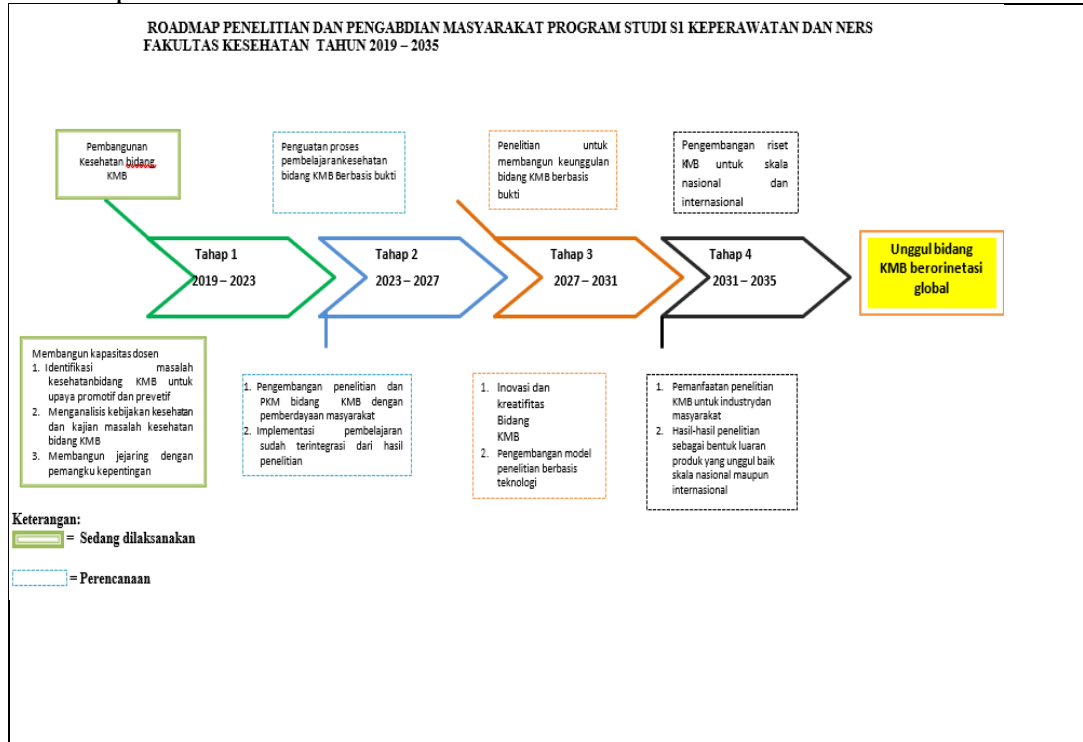 ROADMAP PENELITIAN DAN PENGABDIAN MASYARAKAT PROGRAM STUDI S1 KEPERAWATAN DAN NERS
FAKULTAS KESEHATAN TAHUN 2019 – 2035
Pembangunan
Kesehatan bidang
KMB
Penguatan proses
pembelajarankesehatan
bidang KMB Berbasis bukti
Penelitian untuk
membangun keunggulan
bidang KMB berbasis
bukti
Pengembangan riset
KMB untuk skala
nasional dan
internasional
Tahap 1
2019 – 2023
Tahap 2
2023 – 2027
Tahap 3
2027 – 2031
Tahap 4
2031 – 2035
Unggul bidang
KMB berorinetasi
global
Membangun kapasitas dosen
1. Identifikasi masalah
kesehatanbidang KMB untuk
upaya promotif dan prevetif
2. Menganalisis kebijakan kesehatan
dan kajian masalah kesehatan
bidang KMB
3. Membangun jejaring dengan
pemangku kepentingan
1. Pengembangan penelitian dan
PKM bidang KMB dengan
pemberdayaan masyarakat
2. Implementasi pembelajaran
sudah terintegrasi dari hasil
penelitian
1. Inovasi dan
kreatifitas
Bidang
KMB
2. Pengembangan model
penelitian berbasis
teknologi
1. Pemanfaatan penelitian
KMB untuk industrydan
masyarakat
2. Hasil-hasil penelitian
sebagai bentuk luaran
produk yang unggul baik
skala nasional maupun
internasional
Keterangan:
= Sedang dilaksanakan
= Perencanaan